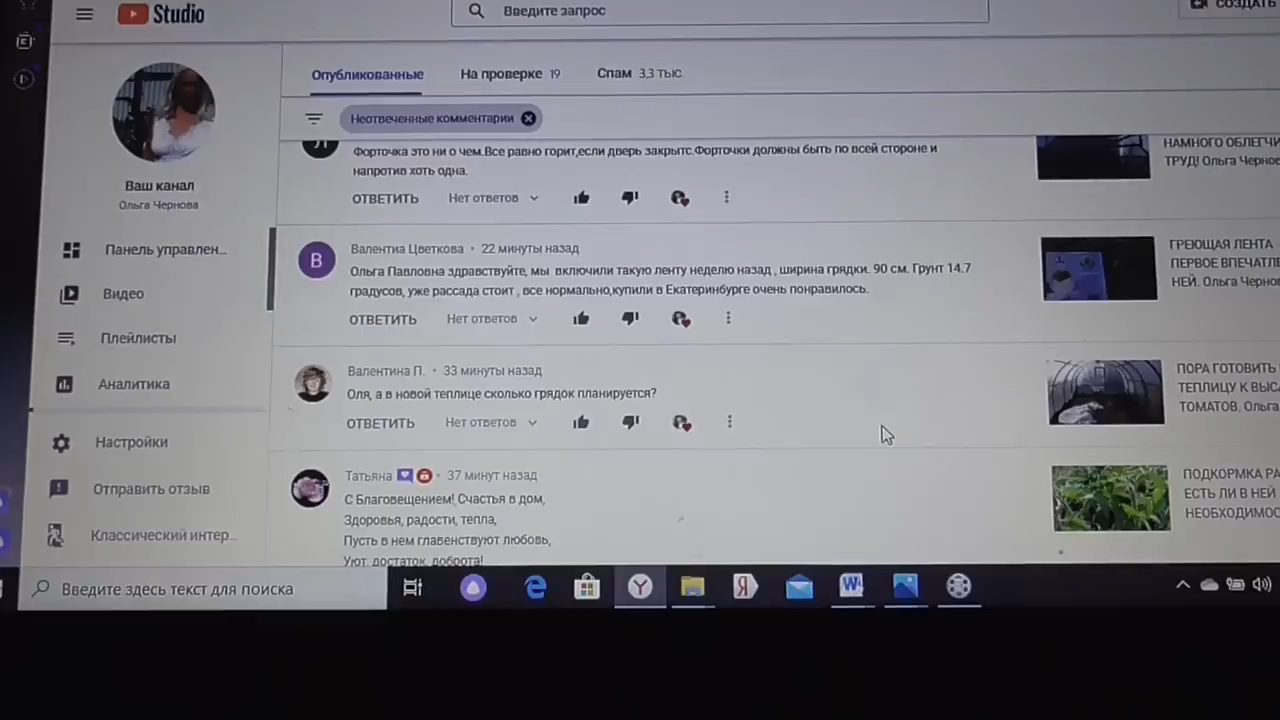 Studio
Введите запрос
СОЗДАТЬ
Опубликованные
На проверке 19
Спам 3,3 тыс.
Неотвеченные комментарии
Ваш канал
Ольга Чернова
Панель управлен...
Видео
Плейлисты
Аналитика
Настройки
Отправить отзыв
Классический интер...
Форточка это ни о чем.Все равно горит,если дверь закрытс.Форточки должны быть по всей стороне и
напротив хоть одна.
ОТВЕТИТЬ Нет ответов
НАМНОГО ОБЛЕГЧИ
ТРУД! Ольга Чернов
В
Валентиа Цветкова • 22 минуты назад
Ольга Павловна здравствуйте, мы включили такую ленту неделю назад , ширина грядки. 90 см. Грунт 14.7
градусов, уже рассада стоит , все нормально,купили в Екатеринбурге очень понравилось.
ОТВЕТИТЬ Нет ответов
ГРЕЮЩАЯ ЛЕНТА
ПЕРВОЕ ВПЕЧАТЛЕ
НЕЙ. Ольга Чернов
Валентина П. • 33 минуты назад
Оля, а в новой теплице сколько грядок планируется?
ОТВЕТИТЬ Нет ответов
ПОРА ГОТОВИТЬ
ТЕПЛИЦУ К ВЫСА
ТОМАТОВ. Ольга
Татьяна • 37 минут назад
С Благовещением! Счастья в дом,
Здоровья, радости, тепла,
Пусть в нем главенствуют любовь,
Уют, достаток, доброта!
ПОДКОРМКА РА
ЕСТЬ ЛИ В НЕЙ
НЕОБХОДИМОС
Введите здесь текст для поиска